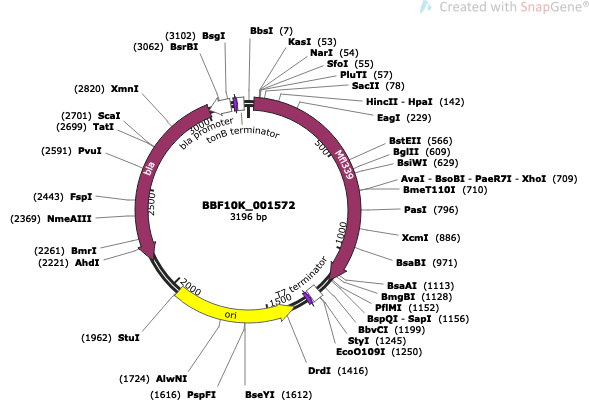 Created with SnapGene®
BbsI (7)
KasI (53)
NarI (54)
SfoI (55)
PluTI (57)
SacII (78)
HincII - HpaI (142)
EagI (229)
BstEII (566)
BglII (609)
BsiWI (629)
AvaI - BsoBI - PaeR7I - XhoI (709)
BmeT110I (710)
PasI (796)
XcmI (886)
BsaBI (971)
BsaAI (1113)
BmgBI (1128)
PflMI (1152)
BspQI - SapI (1156)
BbvCI (1199)
StyI (1245)
EcoO109I (1250)
DrdI (1416)
BseYI (1612)
(1616) PspFI
(1724) AlwNI
(1962) StuI
(2221) AhdI
(2261) BmrI
(2369) NmeAIII
(2443) FspI
(2591) PvuI
(2699) TatI
(2701) ScaI
(2820) XmnI
(3062) BsrBI
(3102) BsgI
bla promoter
tonB terminator
Mfl339
T7 terminator
ori
bla
500
1000
1500
2000
2500
3000
BBF10K_001572
3196 bp